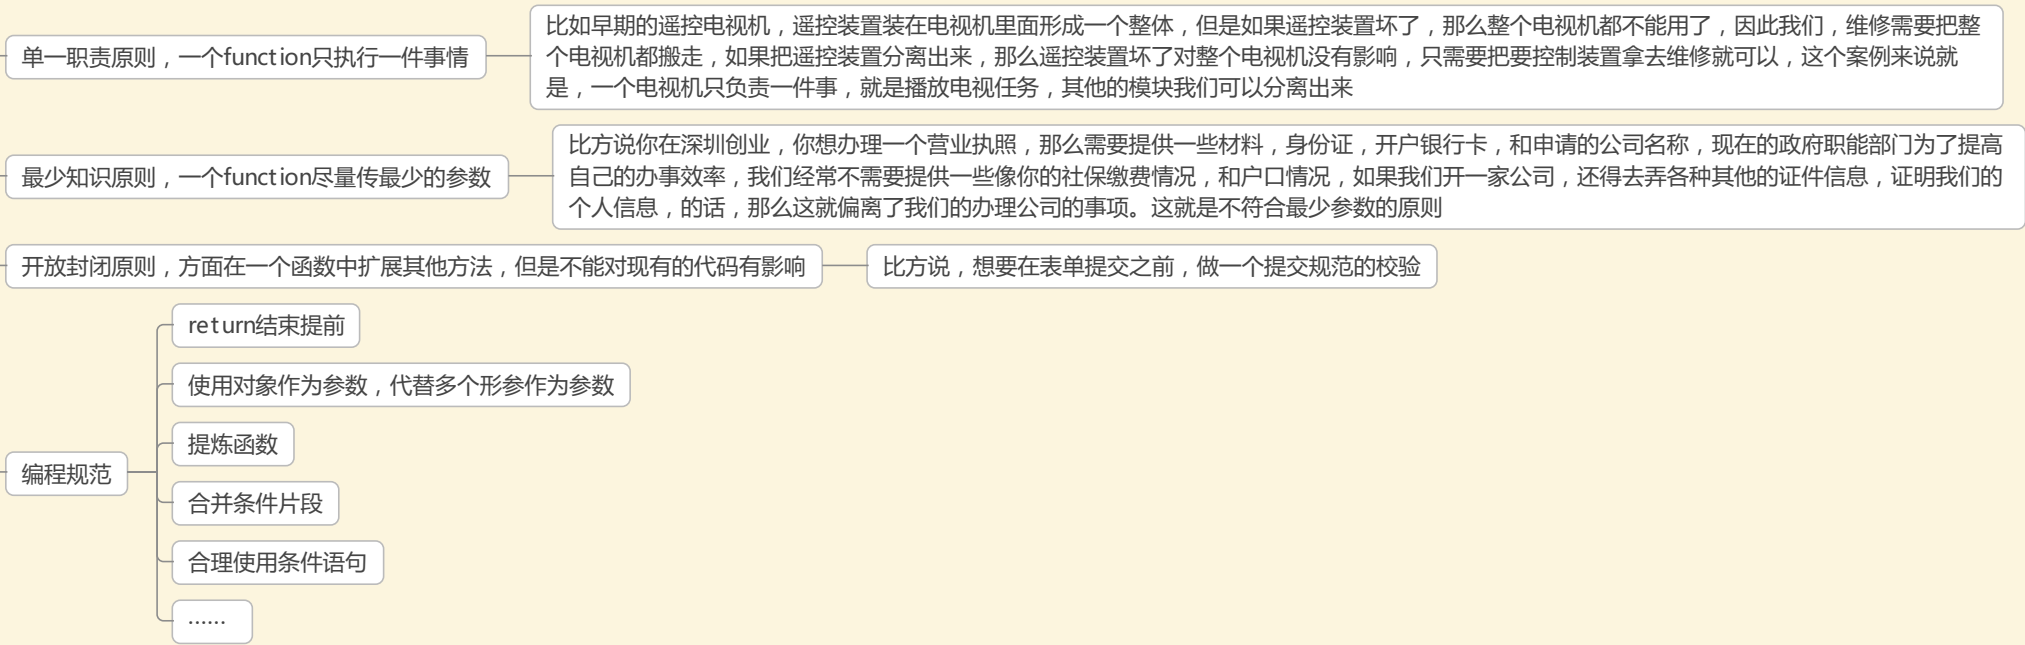 单一职责原则，一个function只执行一件事情
比如早期的遥控电视机，遥控装置装在电视机里面形成一个整体，但是如果遥控装置坏了，那么整个电视机都不能用了，因此我们，维修需要把整
个电视机都搬走，如果把遥控装置分离出来，那么遥控装置坏了对整个电视机没有影响，只需要把要控制装置拿去维修就可以，这个案例来说就
是，一个电视机只负责一件事，就是播放电视任务，其他的模块我们可以分离出来
最少知识原则，一个function尽量传最少的参数
比方说你在深圳创业，你想办理一个营业执照，那么需要提供一些材料，身份证，开户银行卡，和申请的公司名称，现在的政府职能部门为了提高
自己的办事效率，我们经常不需要提供一些像你的社保缴费情况，和户口情况，如果我们开一家公司，还得去弄各种其他的证件信息，证明我们的
个人信息，的话，那么这就偏离了我们的办理公司的事项。这就是不符合最少参数的原则
开放封闭原则，方面在一个函数中扩展其他方法，但是不能对现有的代码有影响
比方说，想要在表单提交之前，做一个提交规范的校验
编程规范
return结束提前
使用对象作为参数，代替多个形参作为参数
提炼函数
合并条件片段
合理使用条件语句
……